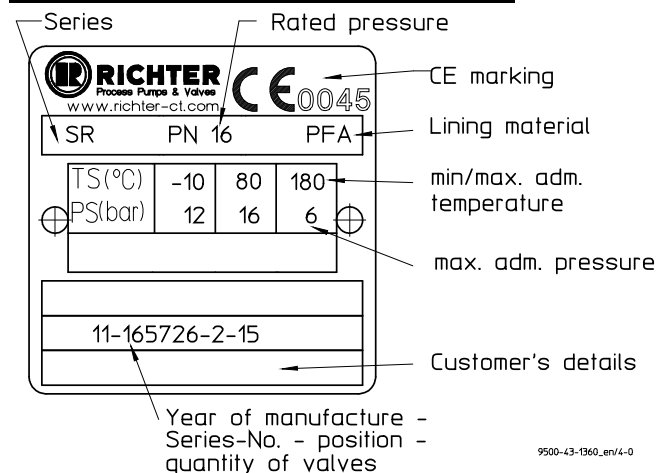 Series
Rated pressure
RICHTER
Process Pumps & Valves
www.richter-ct.com
CE 0045
CE marking
SR PN 16 PFA
Lining material
TS(°C) -10 80 180
PS(bar) 12 16 6
min/max. adm.
temperature
max. adm. pressure
11-165726-2-15
Customer's details
Year of manufacture -
Series-No. - position -
quantity of valves
9500-43-1360_en/4-0